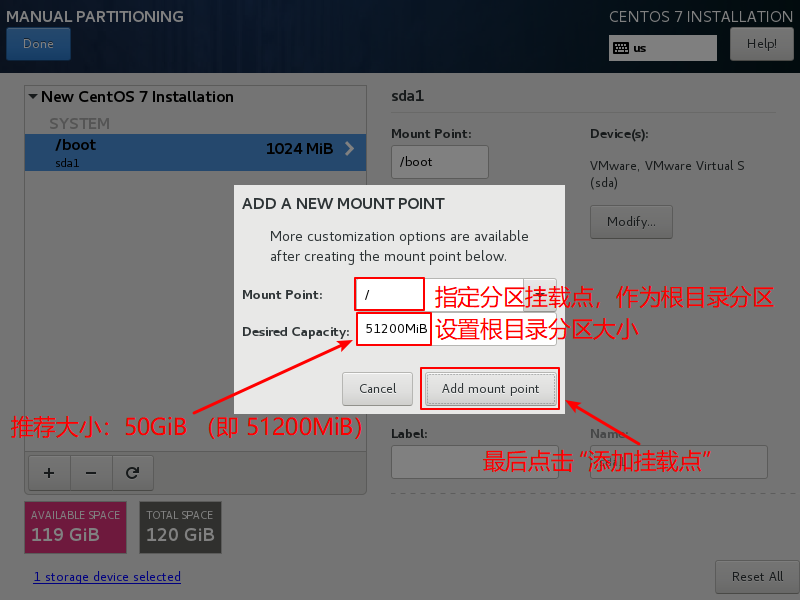 MANUAL PARTITIONING
CENTOS 7 INSTALLATION
Done
us
Help!
New CentOS 7 Installation
SYSTEM
/boot
1024 MiB
sda1
sda1
Mount Point:
/boot
Device(s):
VMware, VMware Virtual S
(sda)
Modify...
ADD A NEW MOUNT POINT
More customization options are available
after creating the mount point below.
Mount Point:
/
指定分区挂载点，作为根目录分区
Desired Capacity:
51200MiB
设置根目录分区大小
Cancel
Add mount point
推荐大小：50GiB （即 51200MiB）
最后点击 “添加挂载点”
Label:
Name:
AVAILABLE SPACE
119 GiB
TOTAL SPACE
120 GiB
1 storage device selected
Reset All